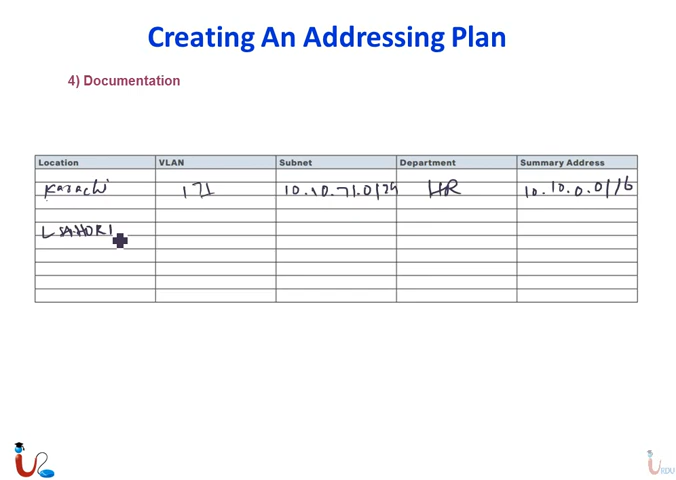 Creating An Addressing Plan
4) Documentation
Location VLAN Subnet Department Summary Address
Karachi 171 10.10.71.0/24 HR 10.10.0.0/16
URDU